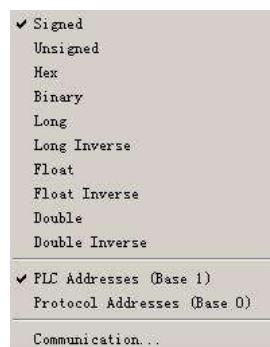 Signed
Unsigned
Hex
Binary
Long
Long Inverse
Float
Float Inverse
Double
Double Inverse
PLC Addresses (Base 1)
Protocol Addresses (Base 0)
Communication...